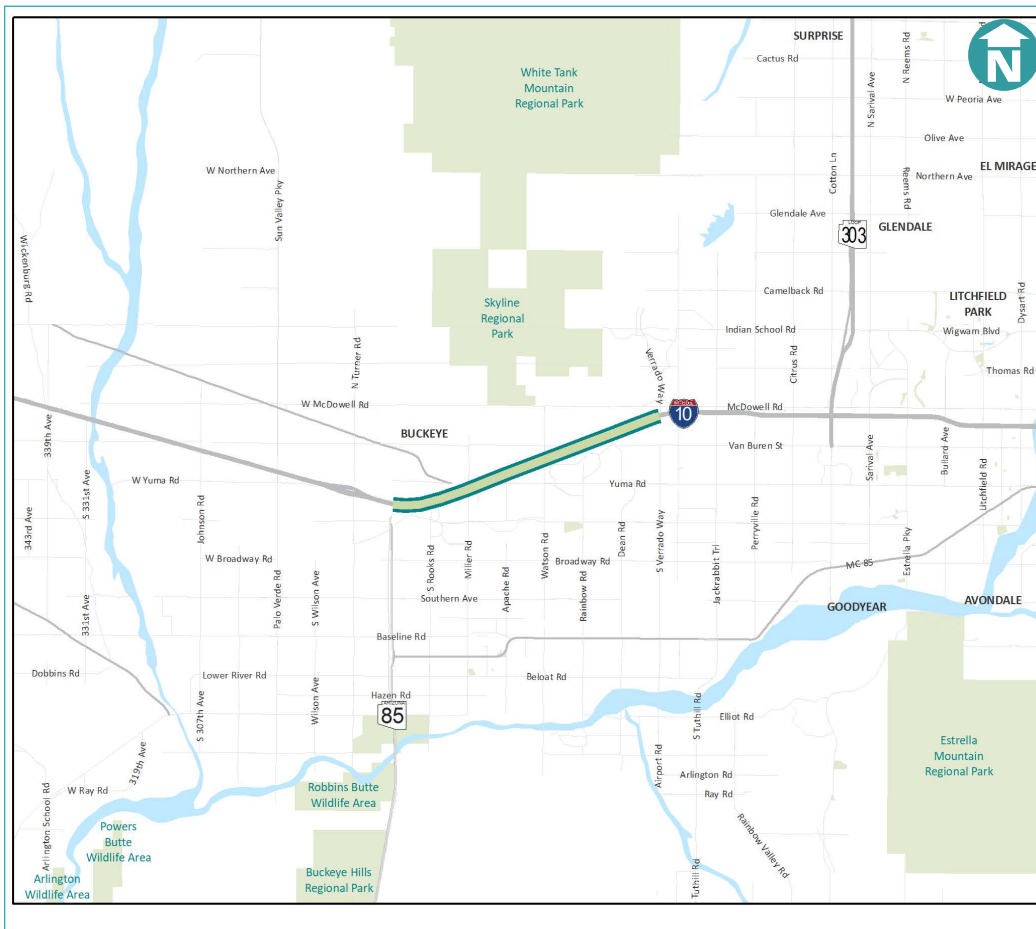 SURPRISE
Cactus Rd
N Reems Rd
N
White Tank
Mountain
Regional Park
N Sarival Ave
W Peoria Ave
Olive Ave
Cotton Ln
W Northern Ave
Sun Valley Pky
Reems Rd
Northern Ave
EL MIRAGE
Glendale Ave
LOOP
303
GLENDALE
Wickenburg Rd
Camelback Rd
Skyline
Regional
Park
LITCHFIELD
PARK
Dysart Rd
Indian School Rd
Wigwam Blvd
N Turner Rd
Verrado Way
Citrus Rd
Thomas Rd
W McDowell Rd
10
McDowell Rd
339th Ave
BUCKEYE
Van Buren St
Sarival Ave
Bullard Ave
Litchfield Rd
S 331st Ave
W Yuma Rd
Yuma Rd
343rd Ave
Johnson Rd
S Verrado Way
Perryville Rd
Dean Rd
Estrella Pky
W Broadway Rd
S Rooks Rd
Miller Rd
Watson Rd
Broadway Rd
MC 85
Palo Verde Rd
S Wilson Ave
Apache Rd
Rainbow Rd
Jackrabbit Trl
Southern Ave
331st Ave
GOODYEAR
AVONDALE
Baseline Rd
Dobbins Rd
Lower River Rd
Beloat Rd
S 307th Ave
Wilson Ave
Hazen Rd
ARIZONA
85
S Tuthill Rd
Elliot Rd
319th Ave
Airport Rd
Estrella
Mountain
Regional Park
Arlington School Rd
W Ray Rd
Robbins Butte
Wildlife Area
Arlington Rd
Ray Rd
Powers
Butte
Wildlife Area
Rainbow Valley Rd
Arlington
Wildlife Area
Buckeye Hills
Regional Park
Tuthill Rd